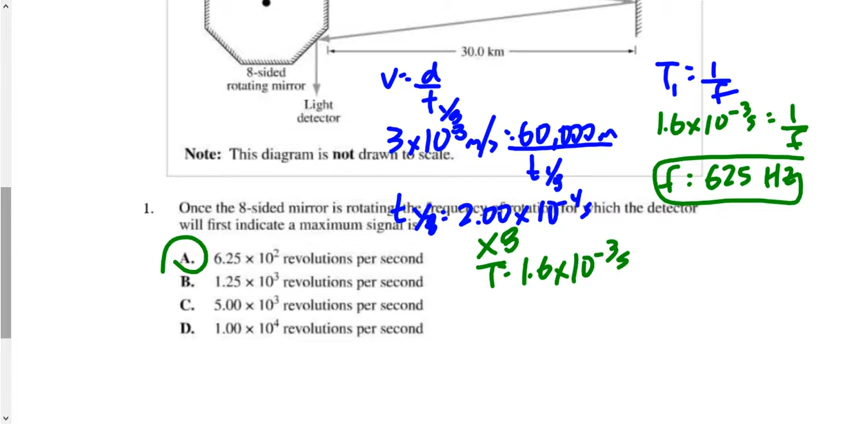 30.0 km
8-sided
rotating mirror
Light
detector
v = d/t
T₁ = 1/f
t 1/8
3 × 10⁸ m/s = 60,000 m / t 1/8
1.6 × 10⁻³ s = 1/f
Note: This diagram is not drawn to scale.
f = 625 Hz
1. Once the 8-sided mirror is rotating, the frequency of rotation for which the detector
will first indicate a maximum signal is
t 1/8 = 2.00 × 10⁻⁴ s
× 8
T = 1.6 × 10⁻³ s
A. 6.25 × 10² revolutions per second
B. 1.25 × 10³ revolutions per second
C. 5.00 × 10³ revolutions per second
D. 1.00 × 10⁴ revolutions per second